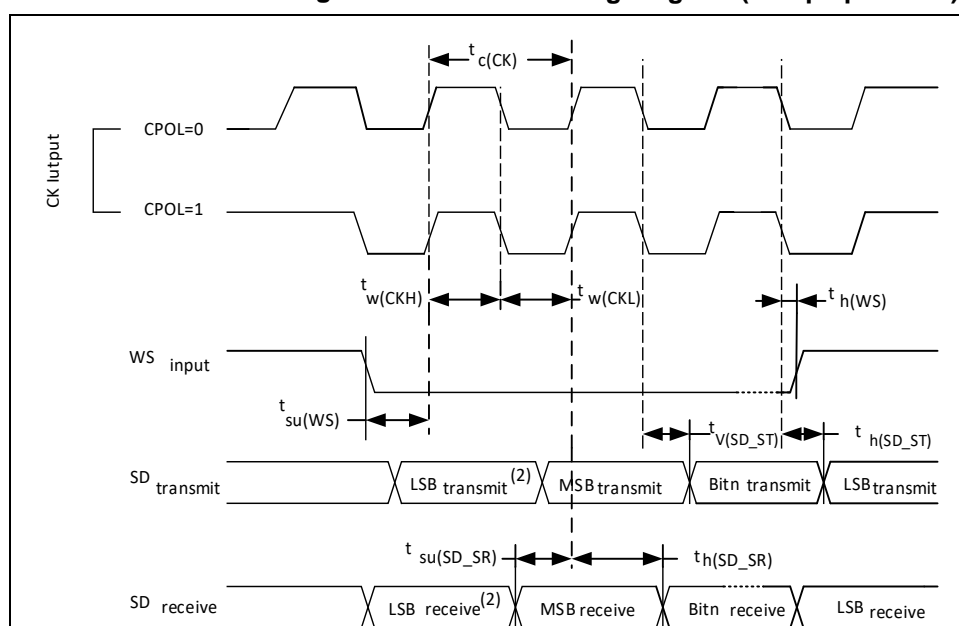 t c(CK)
CPOL=0
CK Iutput
CPOL=1
t w(CKH)
t w(CKL)
t h(WS)
WS input
t su(WS)
t V(SD_ST)
t h(SD_ST)
SD transmit
LSB transmit (2)
MSB transmit
Bitn transmit
LSB transmit
t su(SD_SR)
t h(SD_SR)
SD receive
LSB receive (2)
MSB receive
Bitn receive
LSB receive